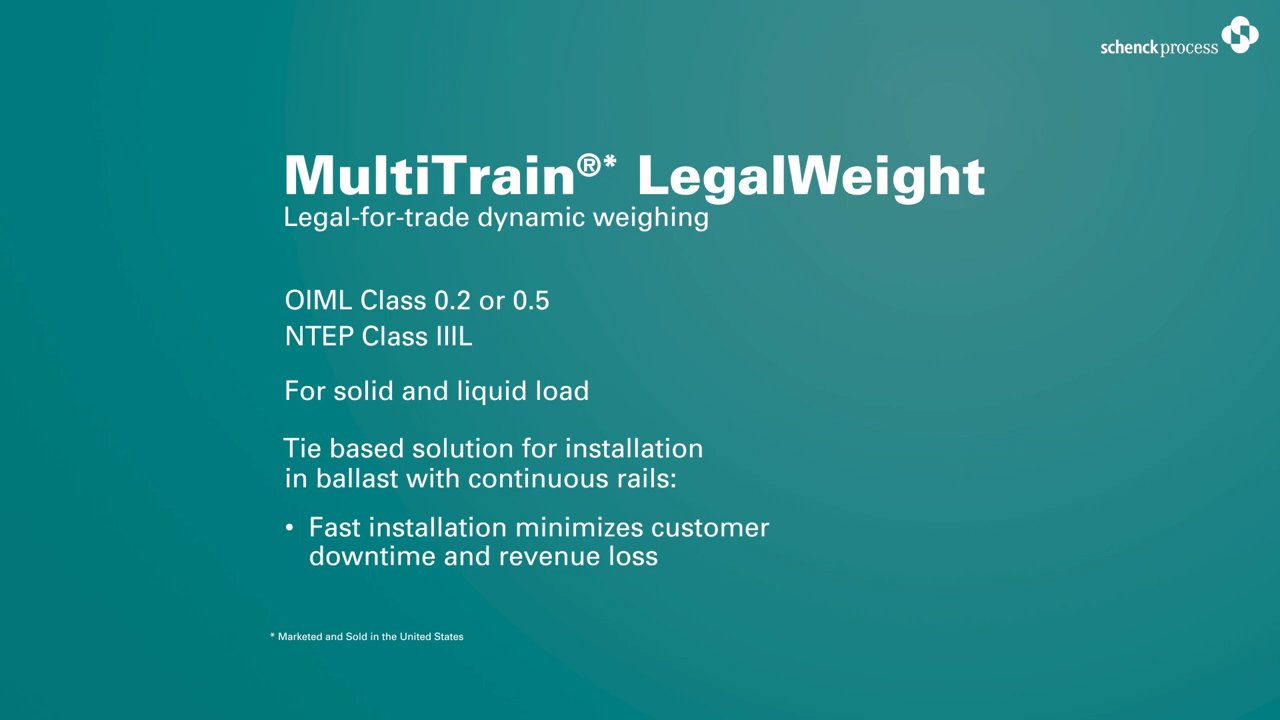 schenck process
MultiTrain®* LegalWeight
Legal-for-trade dynamic weighing
OIML Class 0.2 or 0.5
NTEP Class IIIL
For solid and liquid load
Tie based solution for installation
in ballast with continuous rails:
• Fast installation minimizes customer
downtime and revenue loss
* Marketed and Sold in the United States